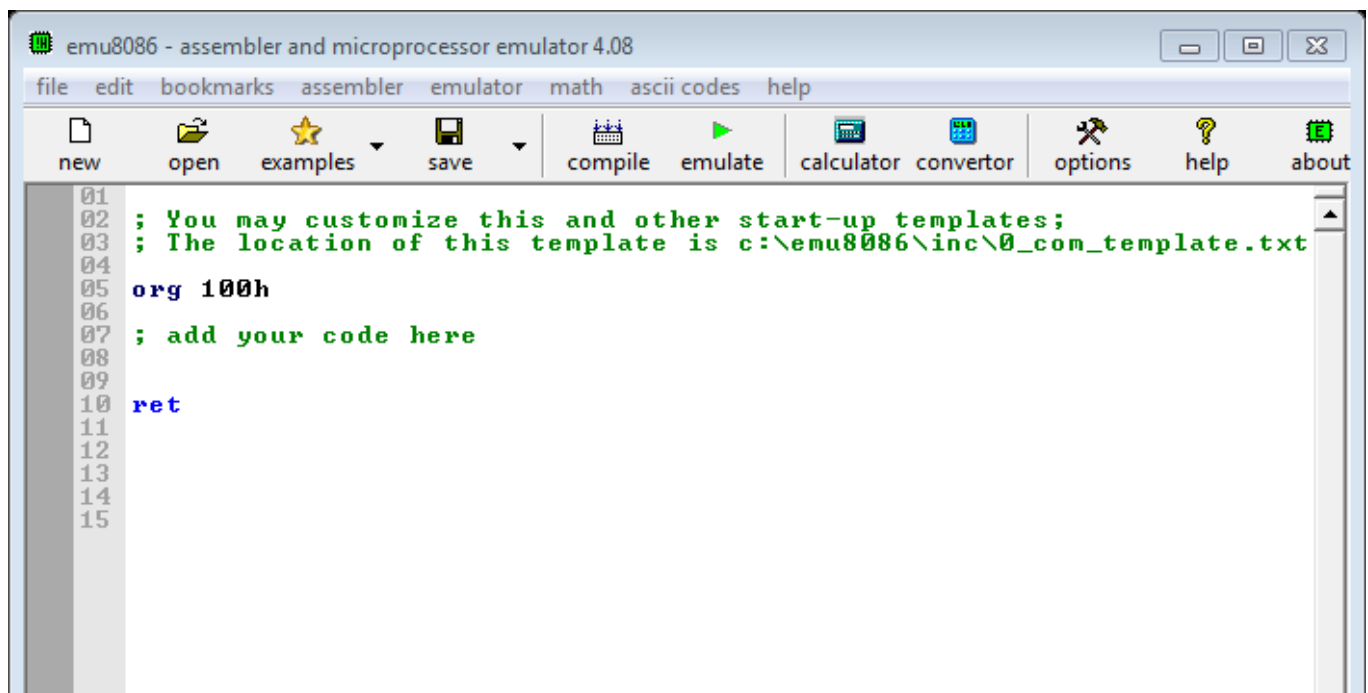 emu8086 - assembler and microprocessor emulator 4.08
file edit bookmarks assembler emulator math ascii codes help
new open examples save compile emulate calculator convertor options help about
01
02 ; You may customize this and other start-up templates;
03 ; The location of this template is c:\emu8086\inc\0_com_template.txt
04
05 org 100h
06
07 ; add your code here
08
09
10 ret
11
12
13
14
15